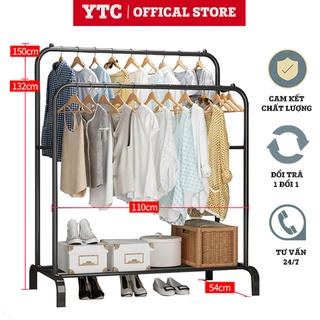 YTC | OFFICAL STORE
150cm
132cm
110cm
54cm
CAM KẾT
CHẤT LƯỢNG
ĐỔI TRẢ
1 ĐỔI 1
TƯ VẤN
24/7